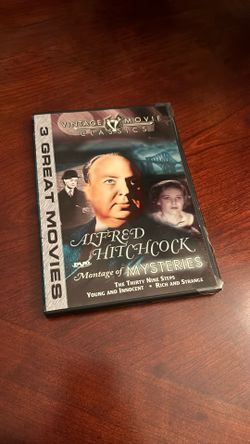 VINTAGE MOVIE
CLASSICS
3 GREAT MOVIES
ALFRED
HITCHCOCK
DVD
Montage of MYSTERIES
THE THIRTY NINE STEPS
YOUNG AND INNOCENT • RICH AND STRANGE